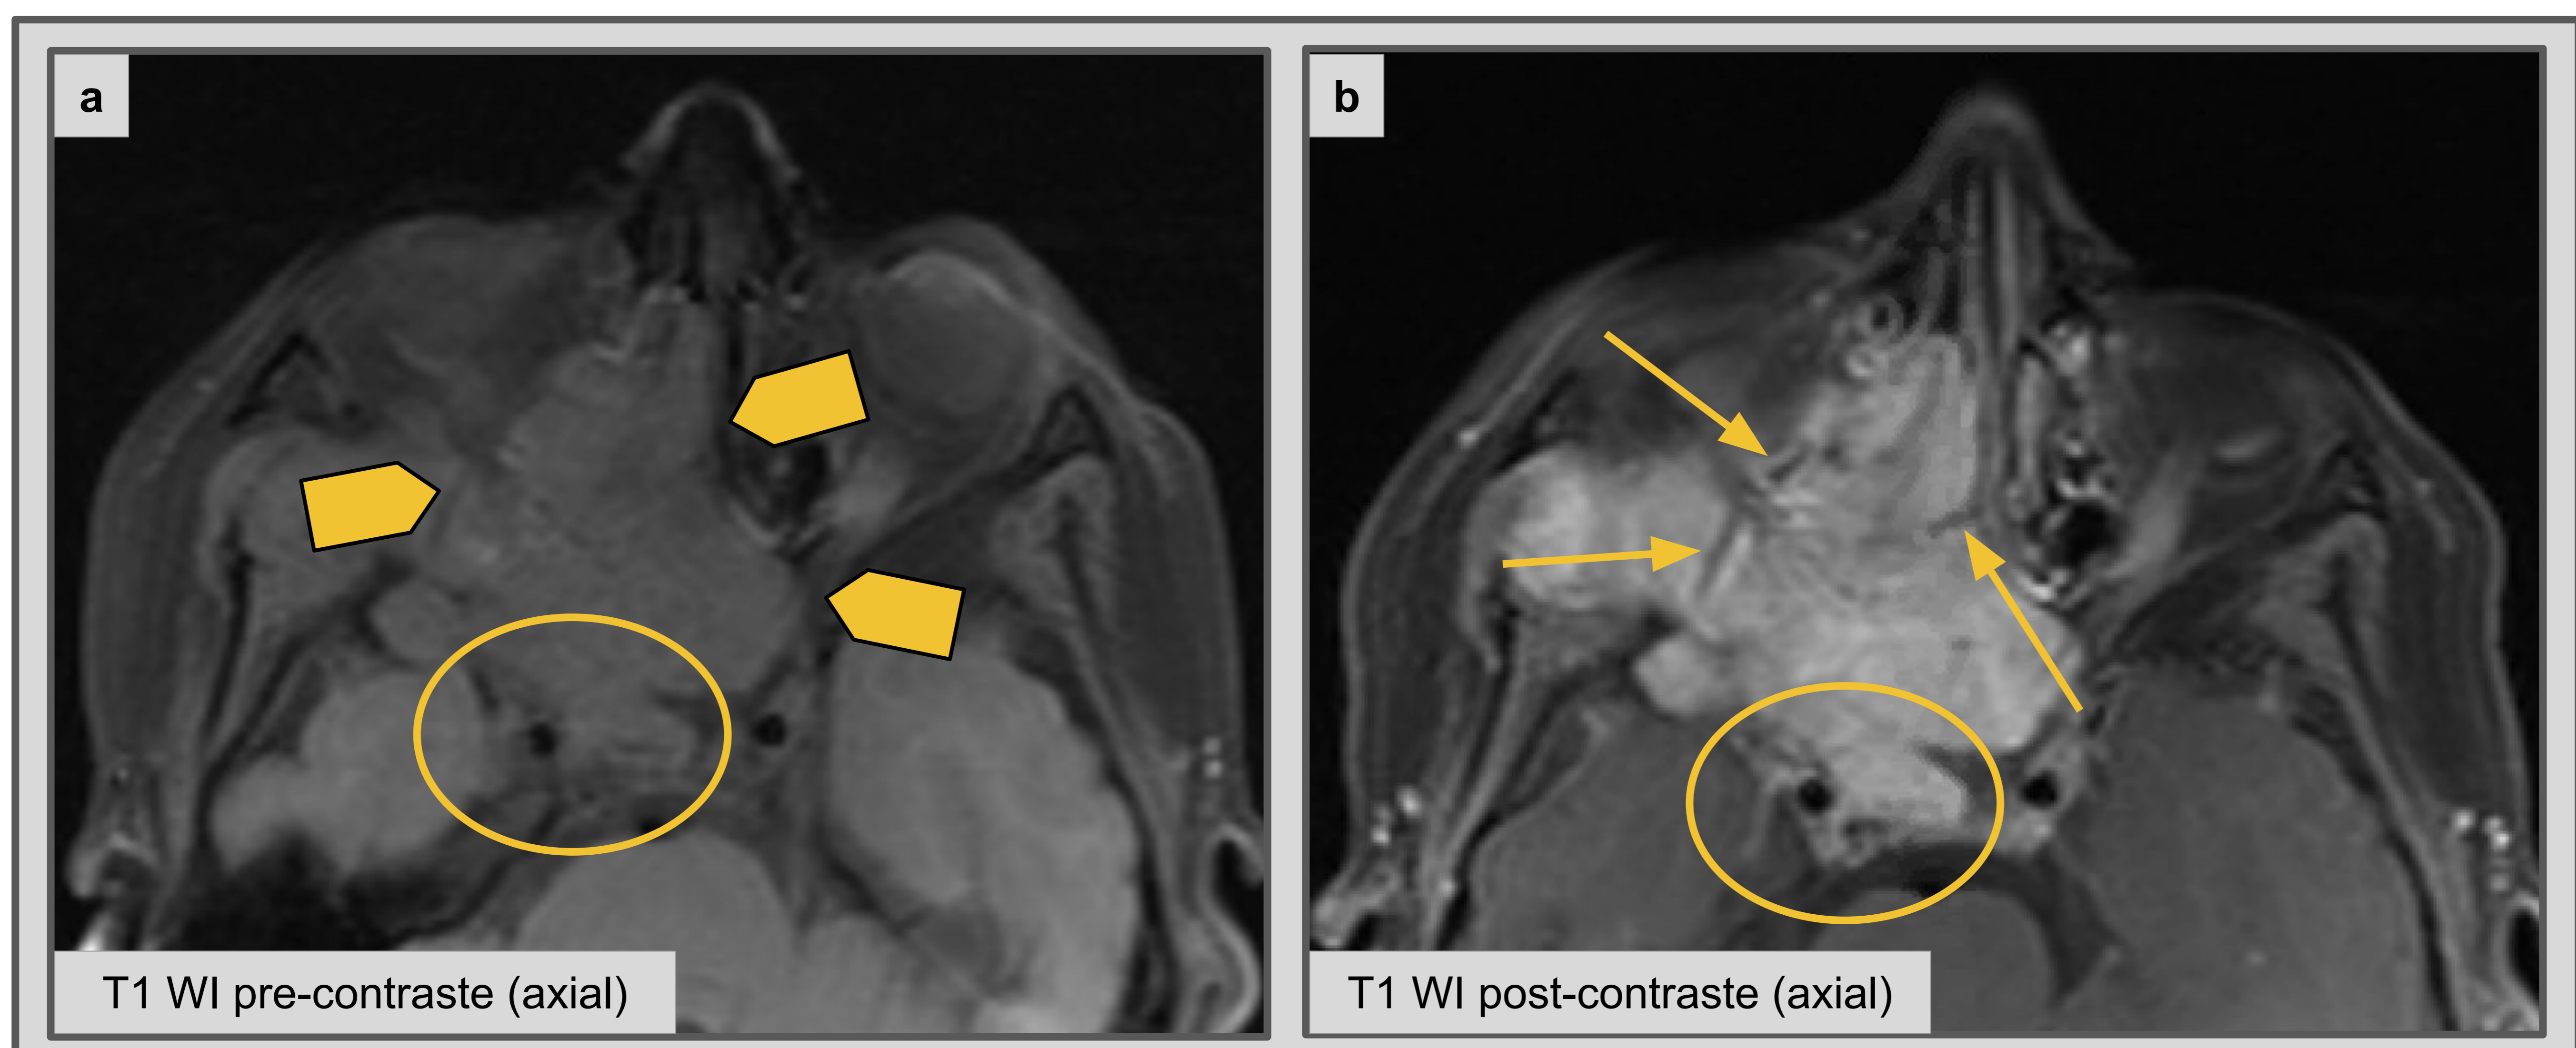 a
b
T1 WI pre-contraste (axial)
T1 WI post-contraste (axial)